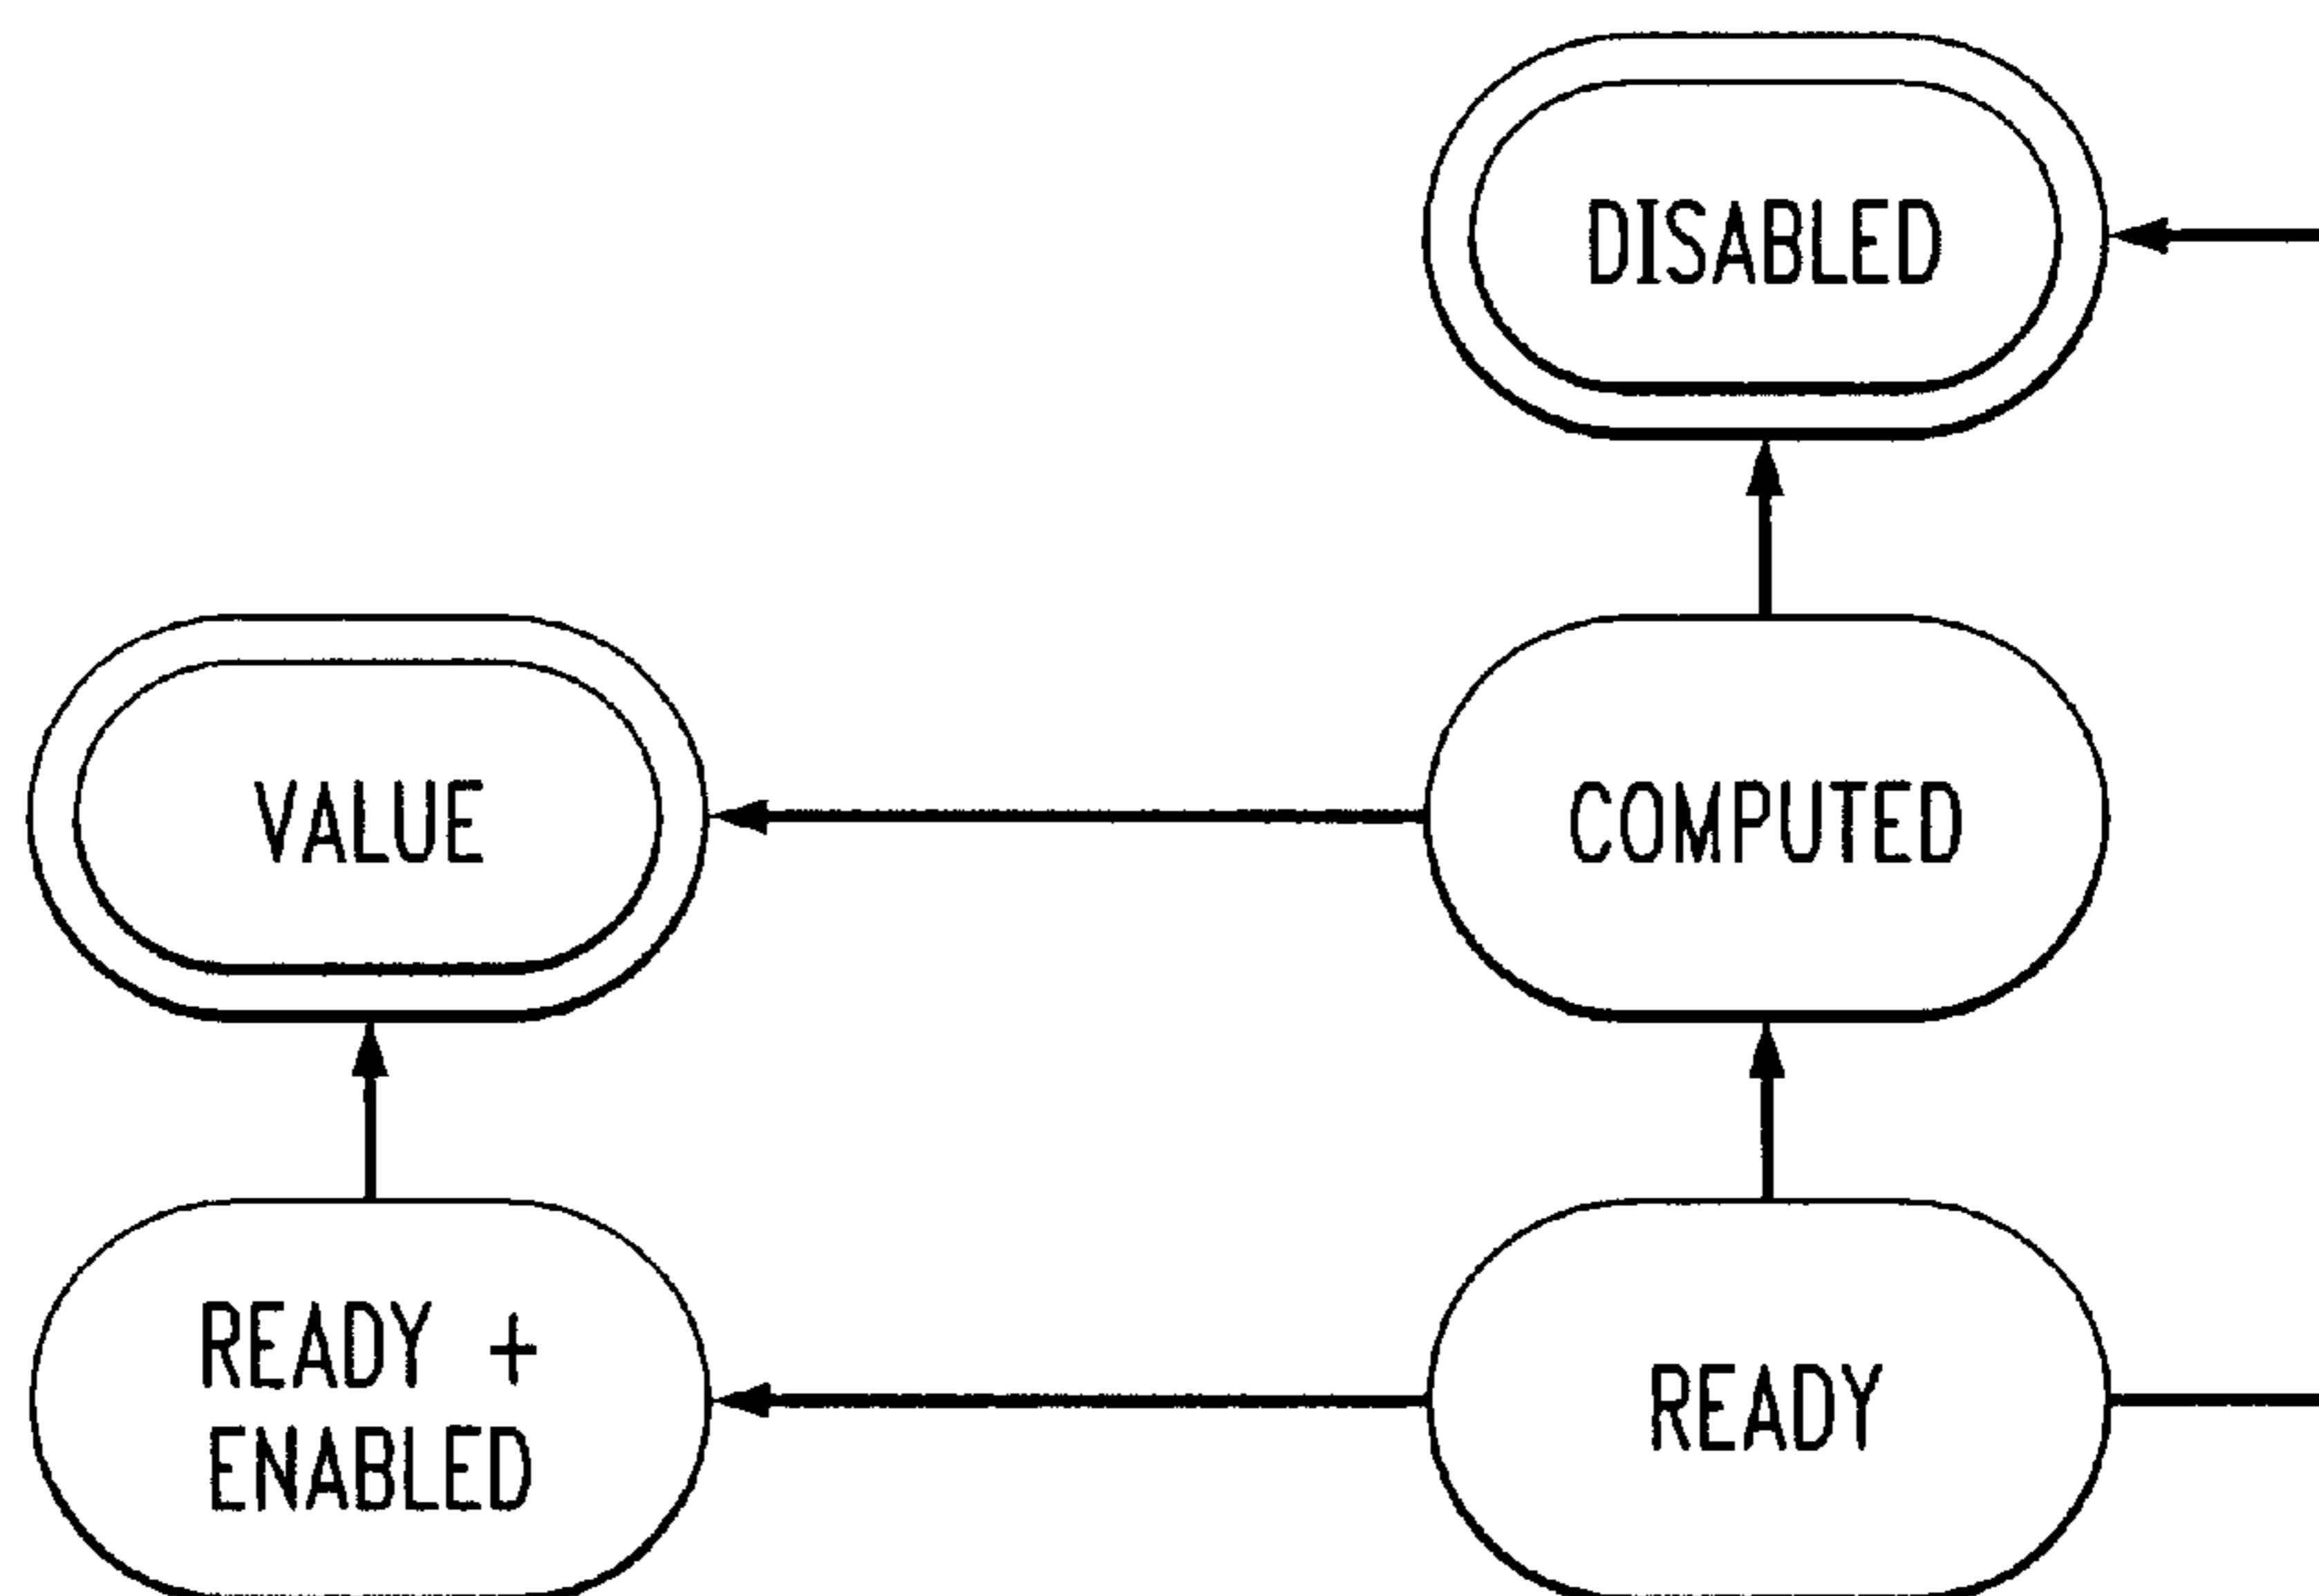 DISABLED
VALUE
COMPUTED
READY +
ENABLED
READY